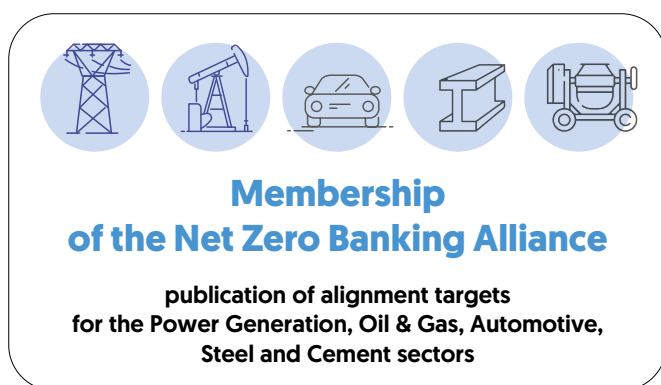 Membership
of the Net Zero Banking Alliance
publication of alignment targets
for the Power Generation, Oil & Gas, Automotive,
Steel and Cement sectors